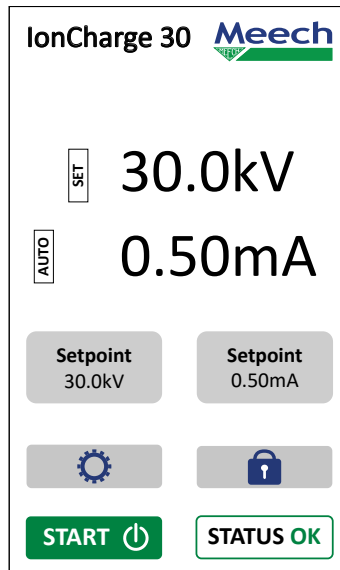 IonCharge 30 Meech
SET 30.0kV
AUTO 0.50mA
Setpoint Setpoint
30.0kV 0.50mA
START STATUS OK